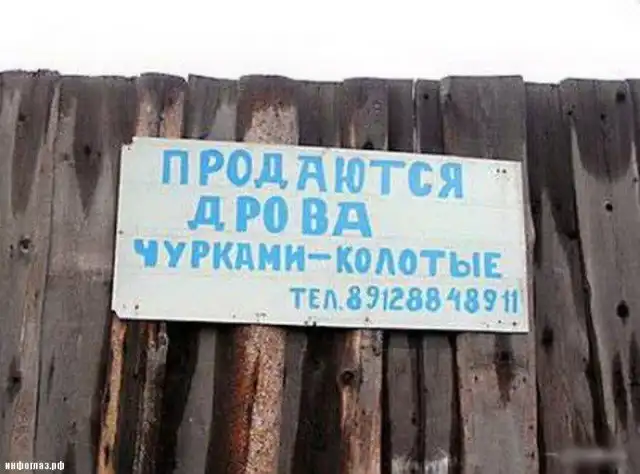 ПРОДАЮТСЯ
ДРОВА
ЧУРКАМИ-КОЛОТЫЕ
ТЕЛ. 89128848911
инфоглаз.рф